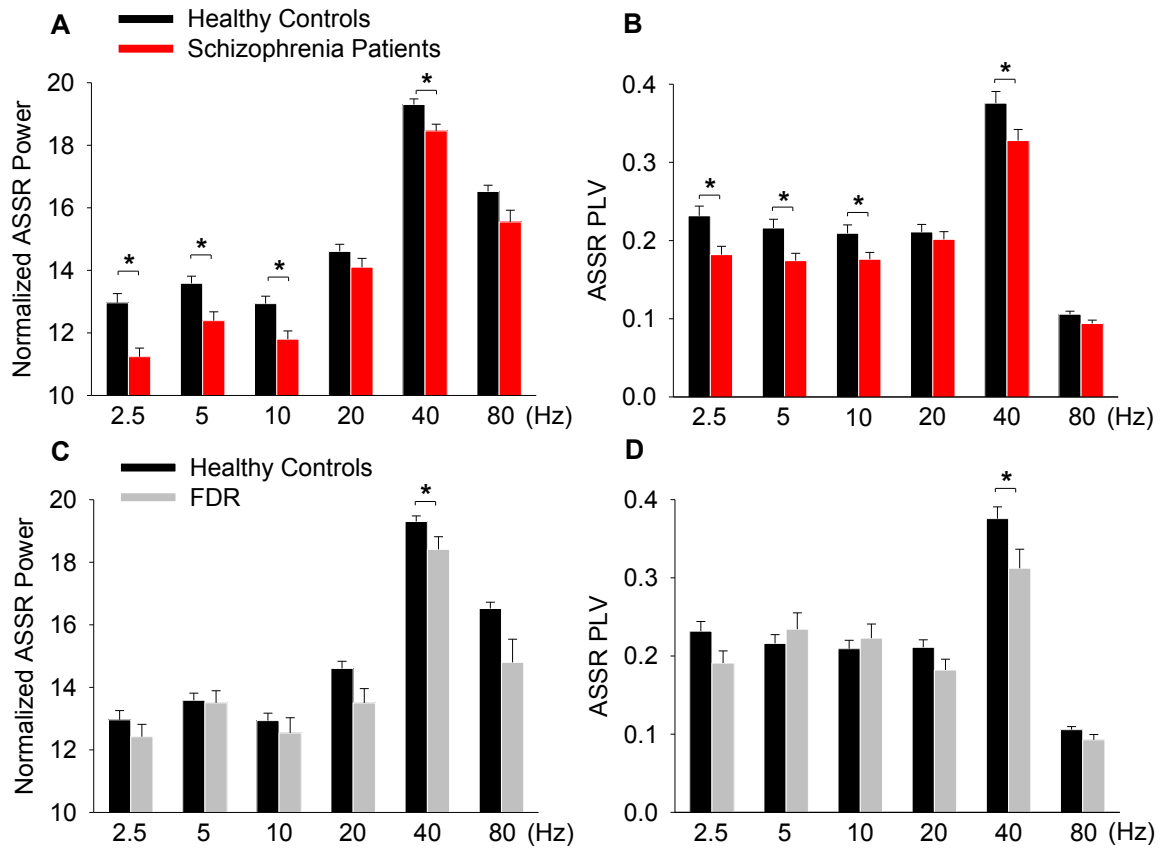 A
Healthy Controls
Schizophrenia Patients
Normalized ASSR Power
20
18
16
14
12
10
* * * *
2.5 5 10 20 40 80 (Hz)
B
ASSR PLV
0.4
0.3
0.2
0.1
0.0
* * * *
2.5 5 10 20 40 80 (Hz)
C
Healthy Controls
FDR
Normalized ASSR Power
20
18
16
14
12
10
*
2.5 5 10 20 40 80 (Hz)
D
ASSR PLV
0.4
0.3
0.2
0.1
0.0
*
2.5 5 10 20 40 80 (Hz)